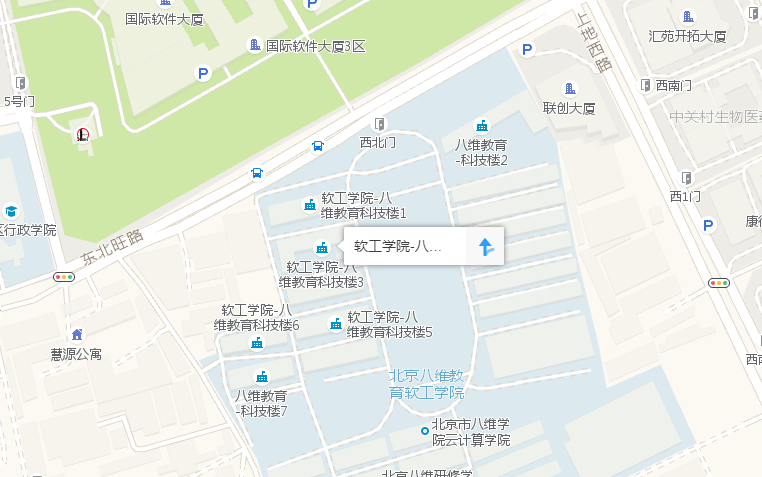 国际软件大厦
汇苑开拓大厦
P
国际软件大厦3区
上地西路
P
P
西南门
5号门
联创大厦
中关村生物医
西北门
八维教育
-科技楼2
西1门
软工学院-八
维教育科技楼1
P
区行政学院
东北旺路
软工学院-八...
软工学院-八
维教育科技楼3
软工学院-八
维教育科技楼6
软工学院-八
维教育科技楼5
慧源公寓
西南
北京八维教
育软工学院
八维教育
-科技楼7
北京市八维学
院云计算学院
北京八维研修学